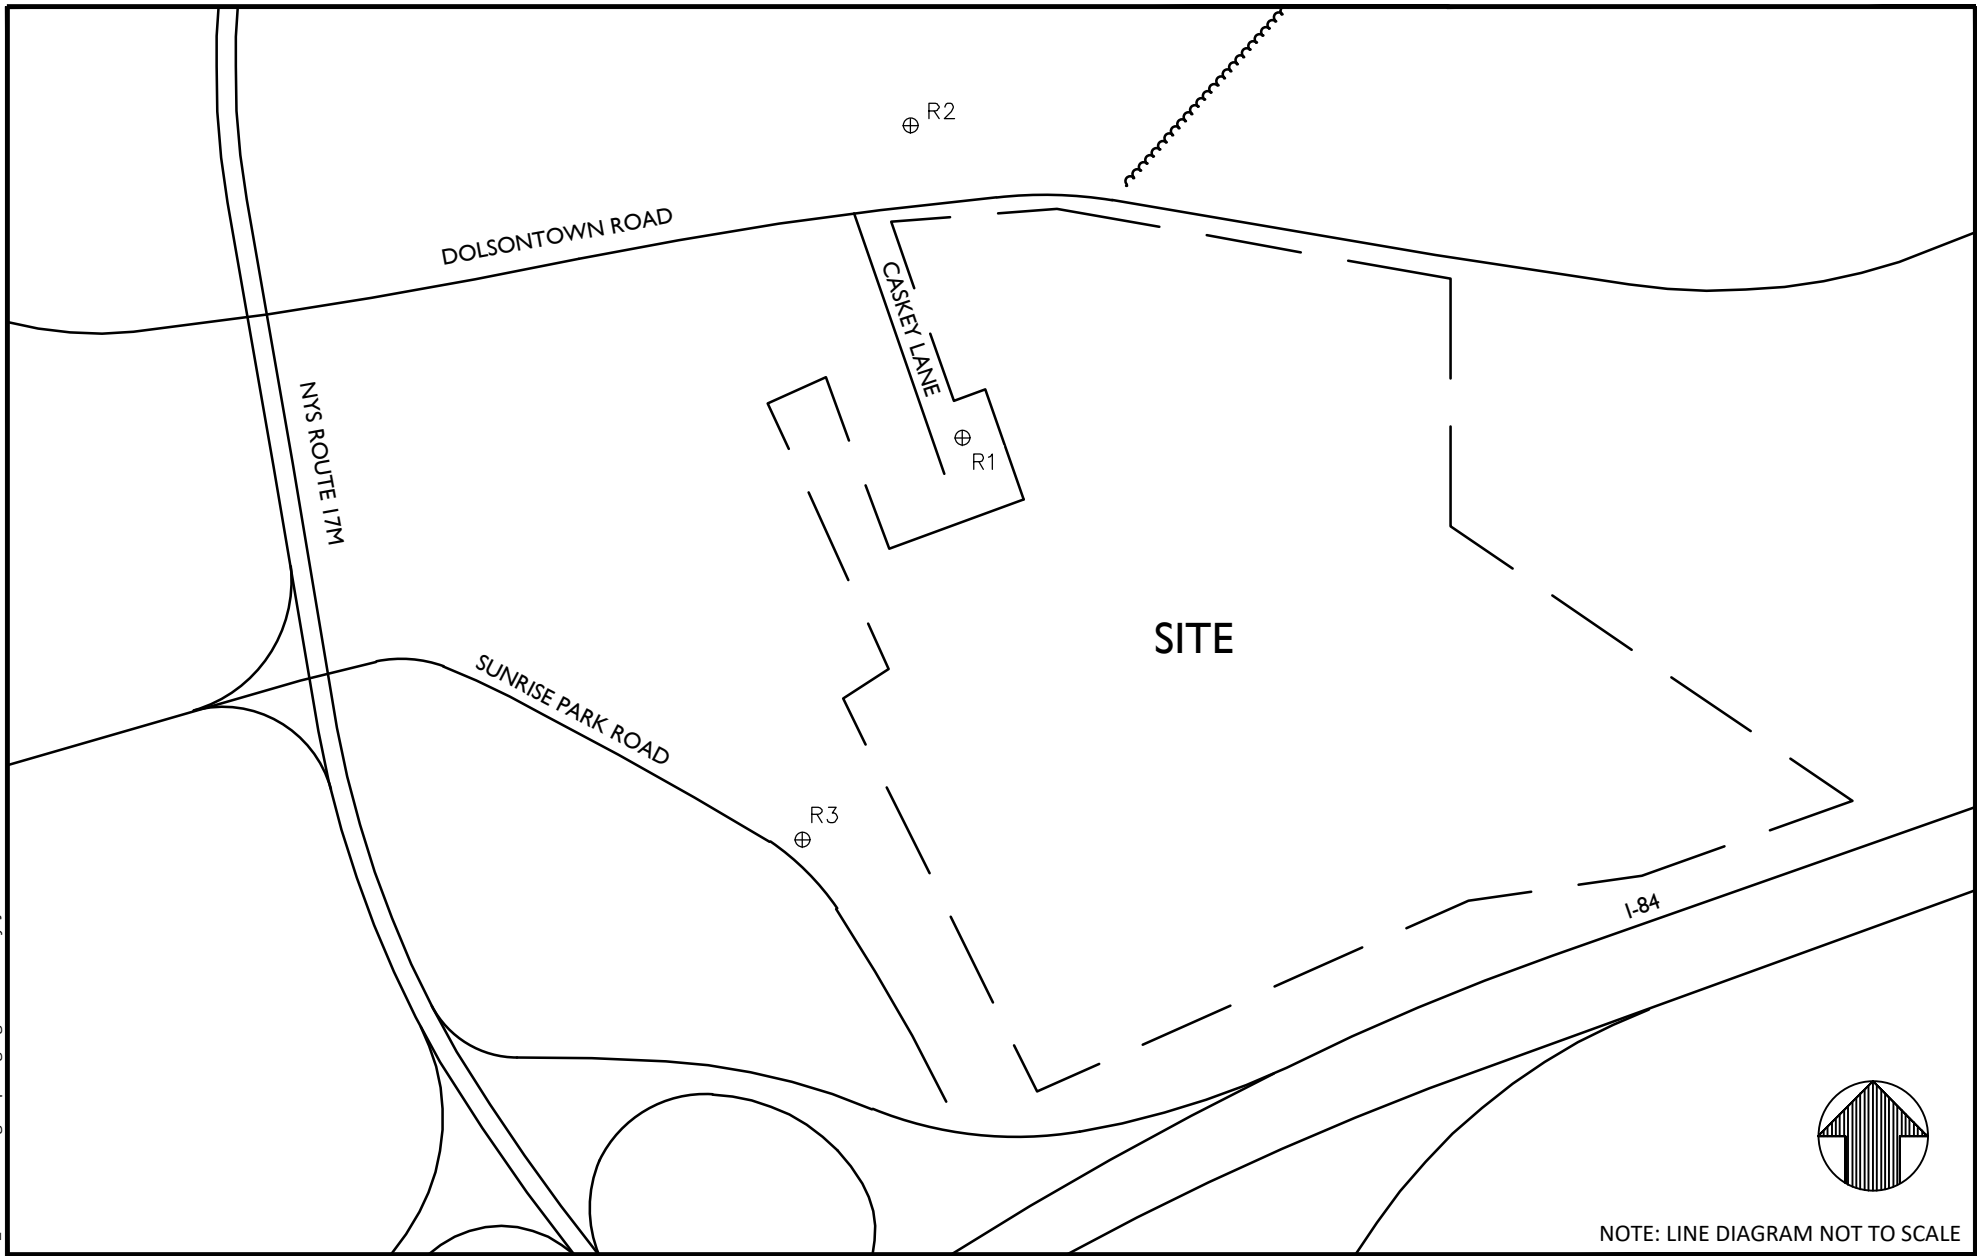 R2
DOLSONTOWN ROAD
CASKEY LANE
NYS ROUTE 17M
R1
SITE
SUNRISE PARK ROAD
R3
I-84
NOTE: LINE DIAGRAM NOT TO SCALE